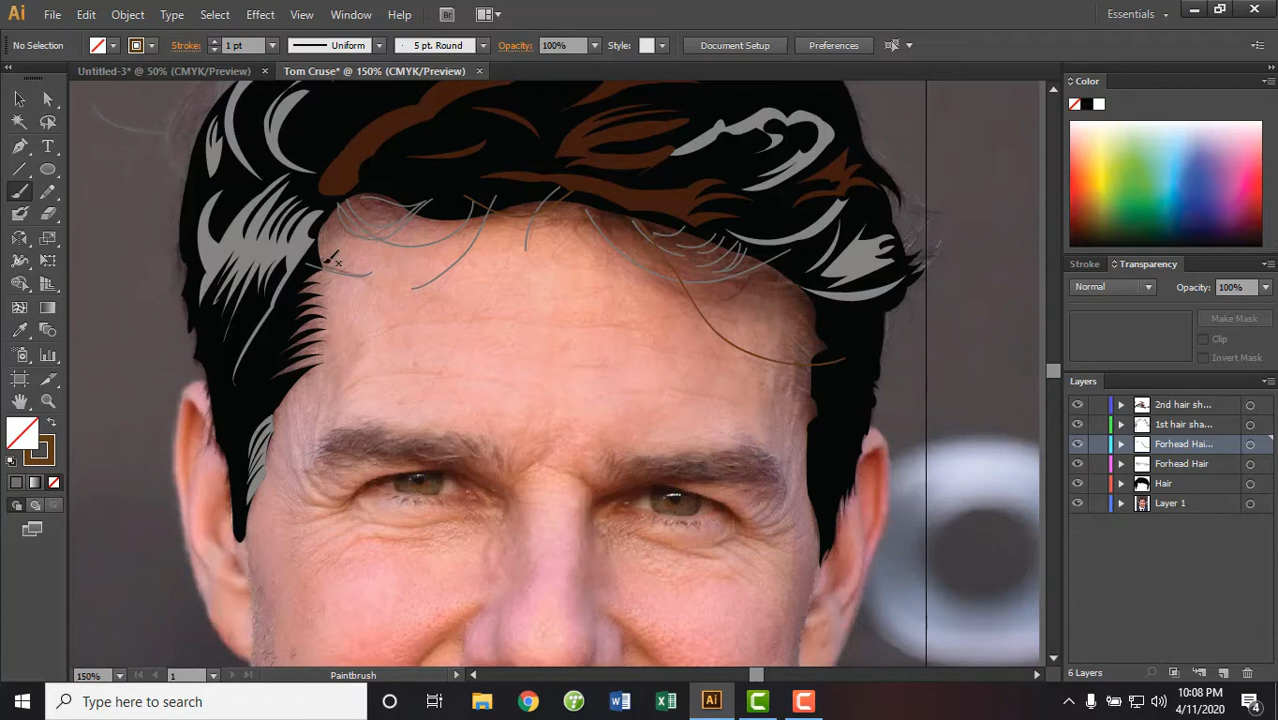 Ai File Edit Object Type Select Effect View Window Help Br Essentials
No Selection Stroke: 1 pt Uniform 5 pt. Round Opacity: 100% Style: Document Setup Preferences
Untitled-3* @ 50% (CMYK/Preview) Tom Cruse* @ 150% (CMYK/Preview)
Color
Stroke Transparency
Normal Opacity: 100%
Make Mask
Clip
Invert Mask
Layers
2nd hair sh...
1st hair sha...
Forhead Hai...
Forhead Hair
Hair
Layer 1
6 Layers
150% 1 Paintbrush
Type here to search
Ai
10:08 PM
4/11/2020
4